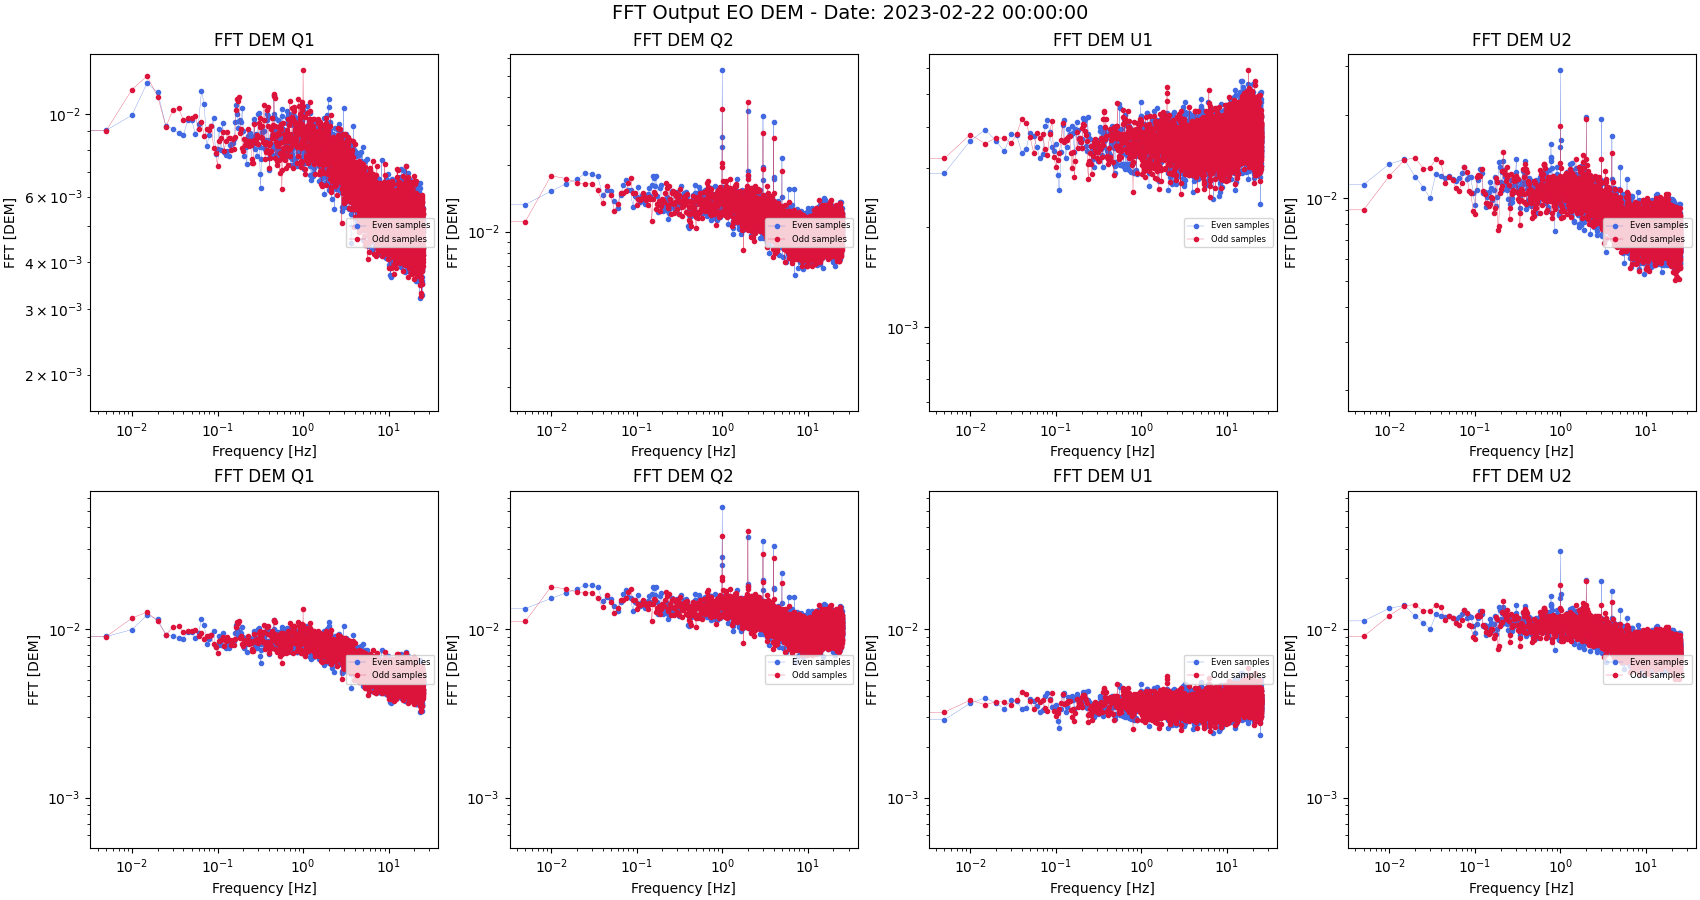 FFT Output EO DEM - Date: 2023-02-22 00:00:00
FFT DEM Q1
FFT DEM Q2
FFT DEM U1
FFT DEM U2
FFT [DEM]
10⁻²
6 × 10⁻³
4 × 10⁻³
3 × 10⁻³
2 × 10⁻³
Even samples
Odd samples
10⁻² 10⁻¹ 10⁰ 10¹
Frequency [Hz]
FFT [DEM]
10⁻²
Even samples
Odd samples
10⁻² 10⁻¹ 10⁰ 10¹
Frequency [Hz]
FFT [DEM]
10⁻³
Even samples
Odd samples
10⁻² 10⁻¹ 10⁰ 10¹
Frequency [Hz]
FFT [DEM]
10⁻²
Even samples
Odd samples
10⁻² 10⁻¹ 10⁰ 10¹
Frequency [Hz]
FFT DEM Q1
FFT DEM Q2
FFT DEM U1
FFT DEM U2
FFT [DEM]
10⁻²
10⁻³
Even samples
Odd samples
10⁻² 10⁻¹ 10⁰ 10¹
Frequency [Hz]
FFT [DEM]
10⁻²
10⁻³
Even samples
Odd samples
10⁻² 10⁻¹ 10⁰ 10¹
Frequency [Hz]
FFT [DEM]
10⁻²
10⁻³
Even samples
Odd samples
10⁻² 10⁻¹ 10⁰ 10¹
Frequency [Hz]
FFT [DEM]
10⁻²
10⁻³
Even samples
Odd samples
10⁻² 10⁻¹ 10⁰ 10¹
Frequency [Hz]